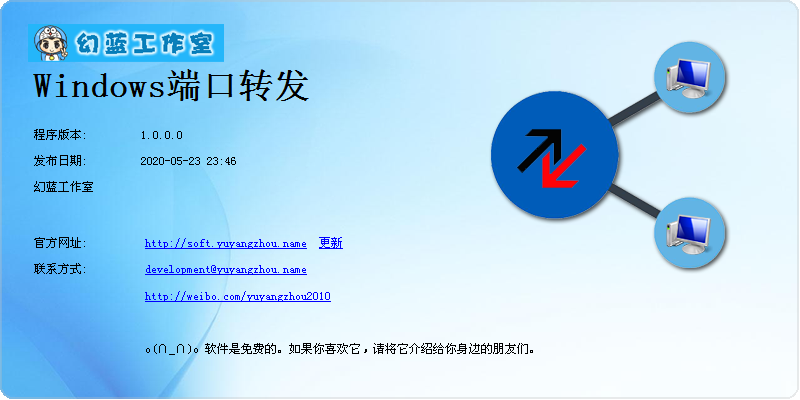 幻蓝工作室
Windows端口转发
程序版本: 1.0.0.0
发布日期: 2020-05-23 23:46
幻蓝工作室
官方网址: http://soft.yuyangzhou.name 更新
联系方式: development@yuyangzhou.name
http://weibo.com/yuyangzhou2010
o(∩_∩)o 软件是免费的。如果你喜欢它，请将它介绍给你身边的朋友们。